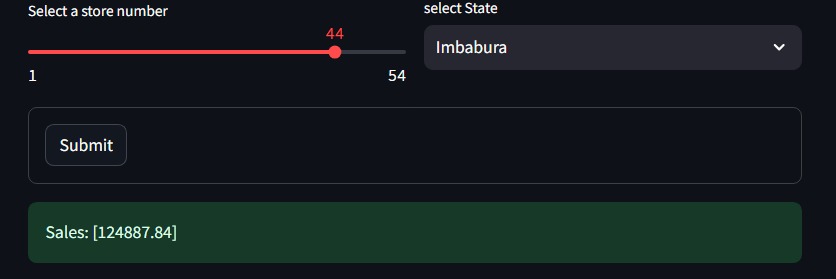 Select a store number
44
1
54
select State
Imbabura
Submit
Sales: [124887.84]